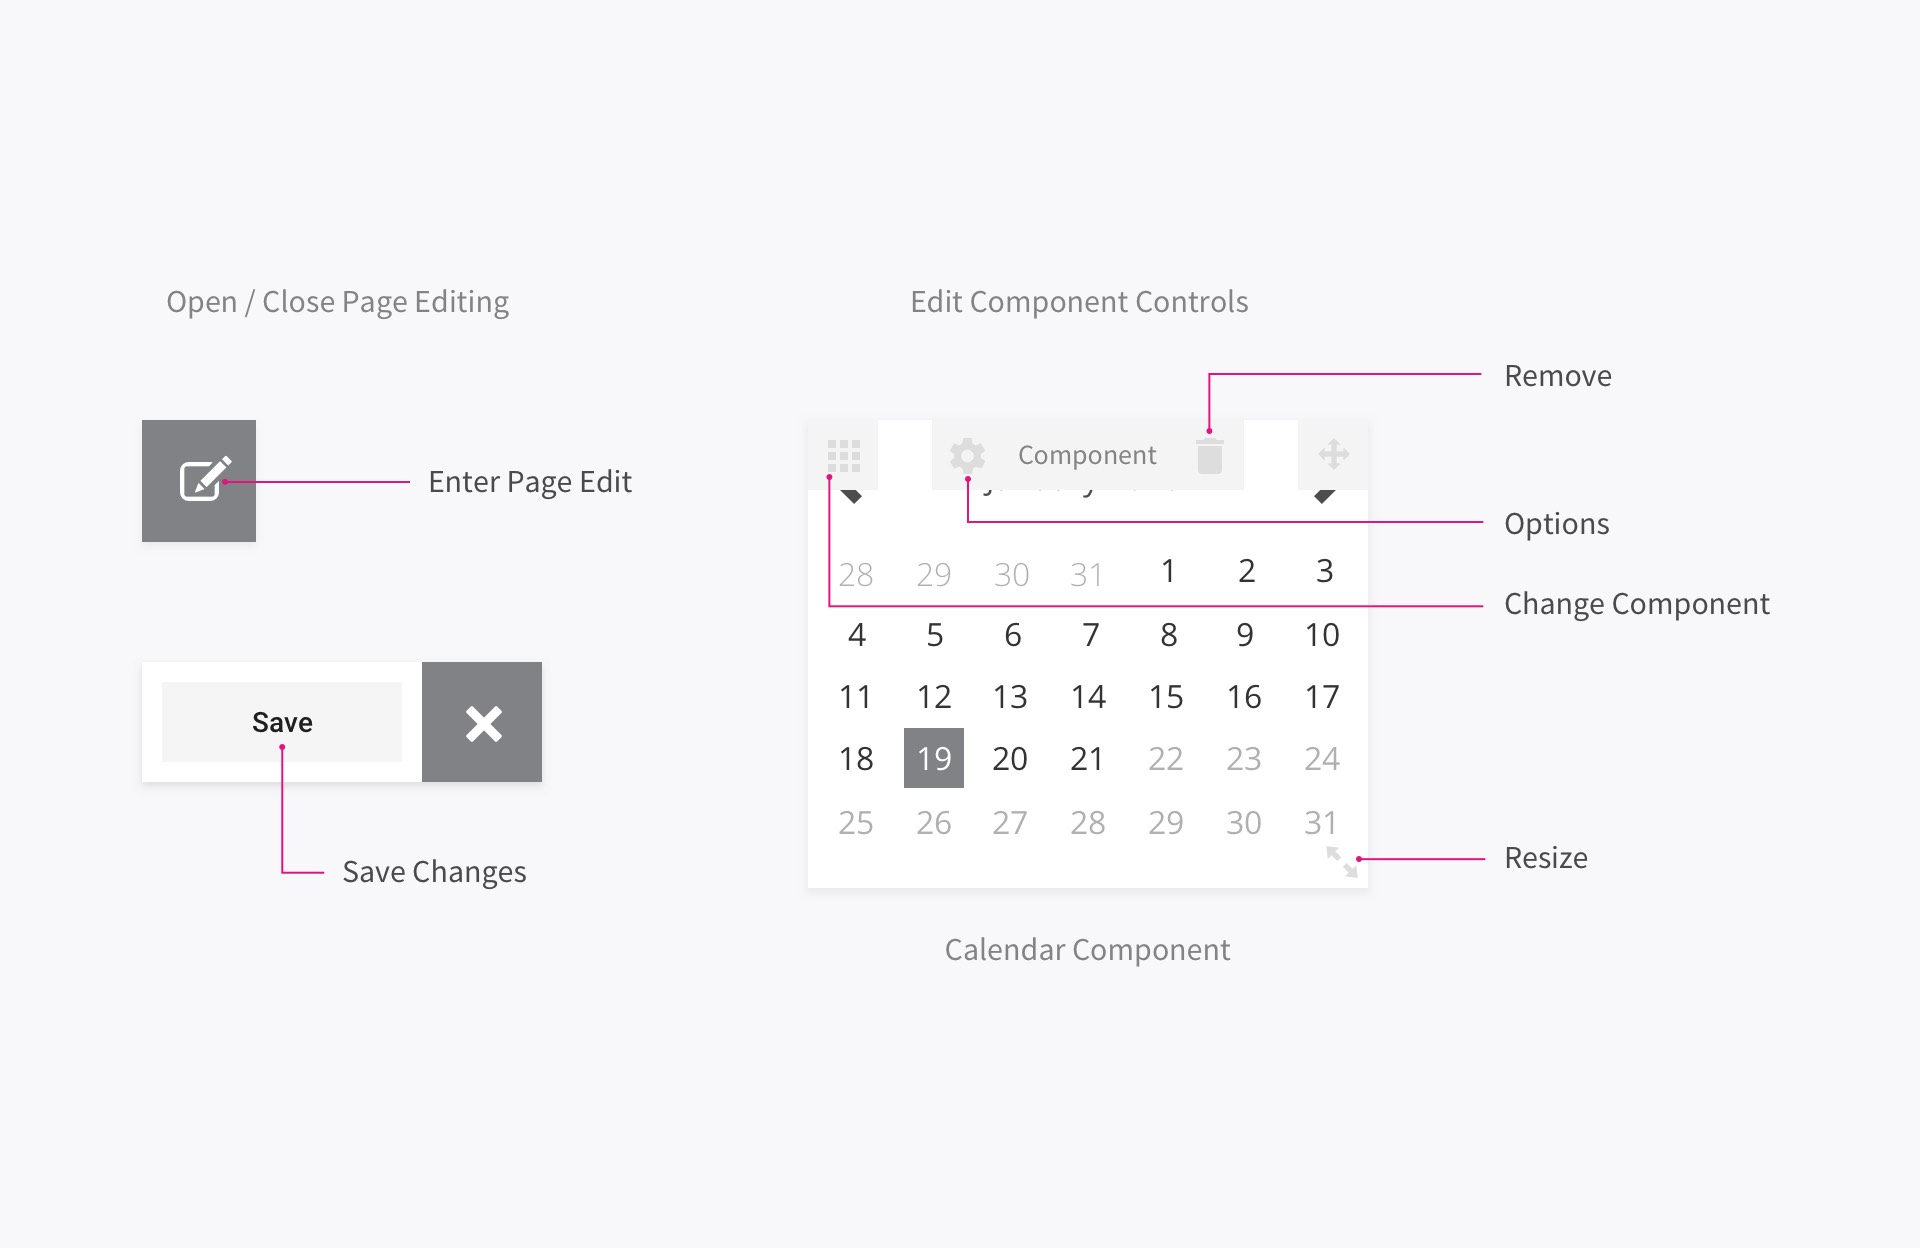 Open / Close Page Editing
Enter Page Edit
Save
Save Changes
Edit Component Controls
Remove
Component
Options
28 29 30 31 1 2 3
Change Component
4 5 6 7 8 9 10
11 12 13 14 15 16 17
18 19 20 21 22 23 24
25 26 27 28 29 30 31
Resize
Calendar Component